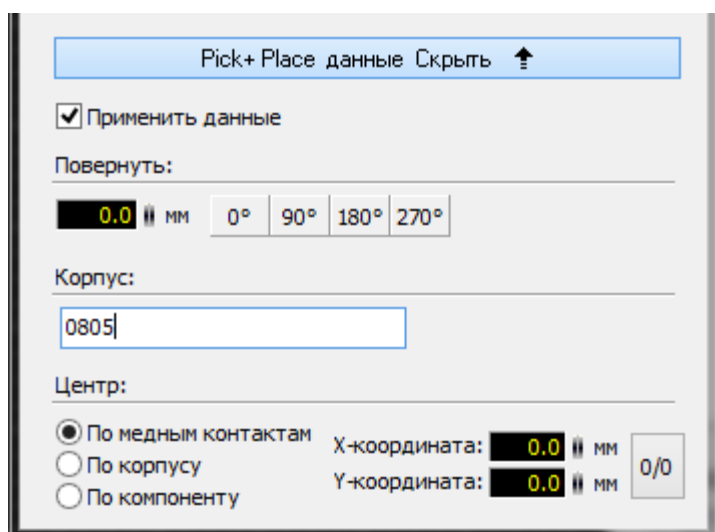 Pick+ Place данные Скрыть
Применить данные
Повернуть:
0.0 мм 0° 90° 180° 270°
Корпус:
0805
Центр:
По медным контактам
По корпусу
По компоненту
X-координата: 0.0 мм
Y-координата: 0.0 мм
0/0